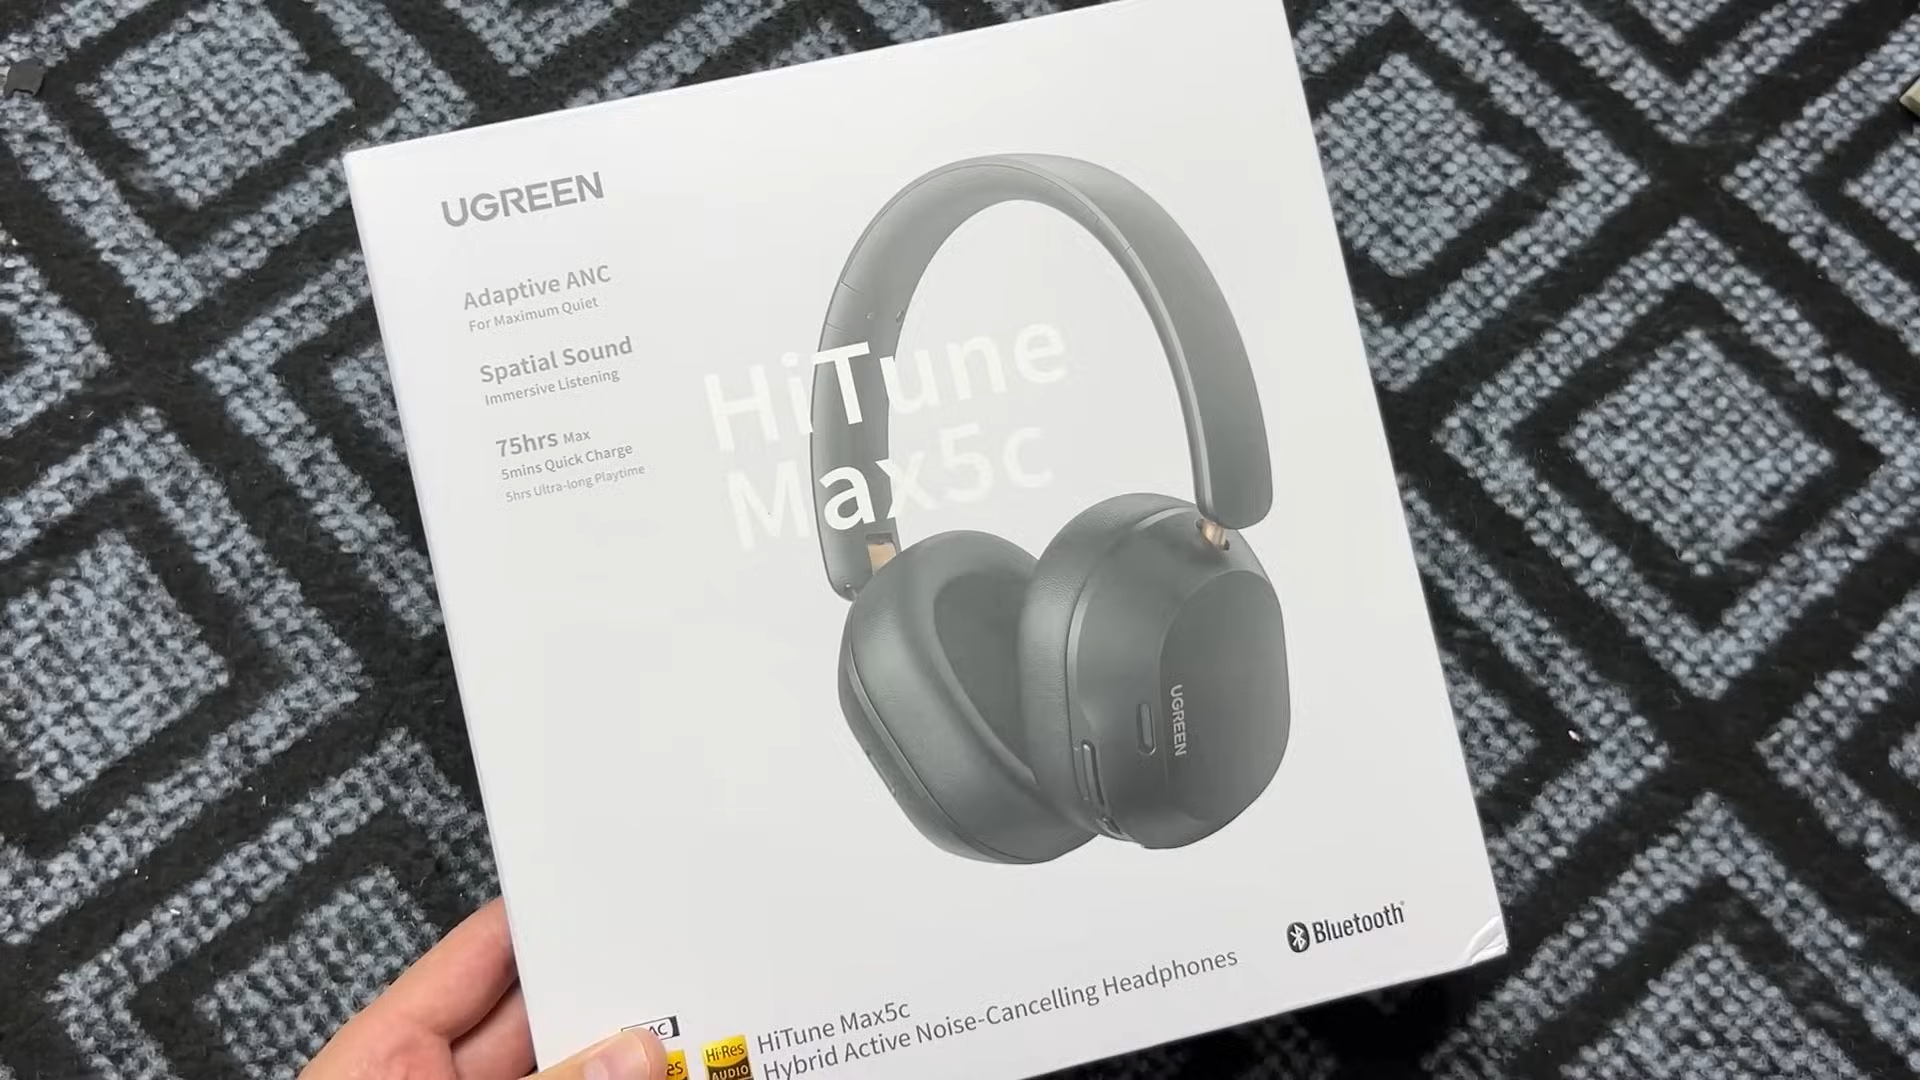 UGREEN
Adaptive ANC
For Maximum Quiet
Spatial Sound
Immersive Listening
75hrs Max
5mins Quick Charge
5hrs Ultra-long Playtime
HiTune
Max5c
UGREEN
Bluetooth
HiTune Max5c
Hybrid Active Noise-Cancelling Headphones
Hi-Res
AUDIO